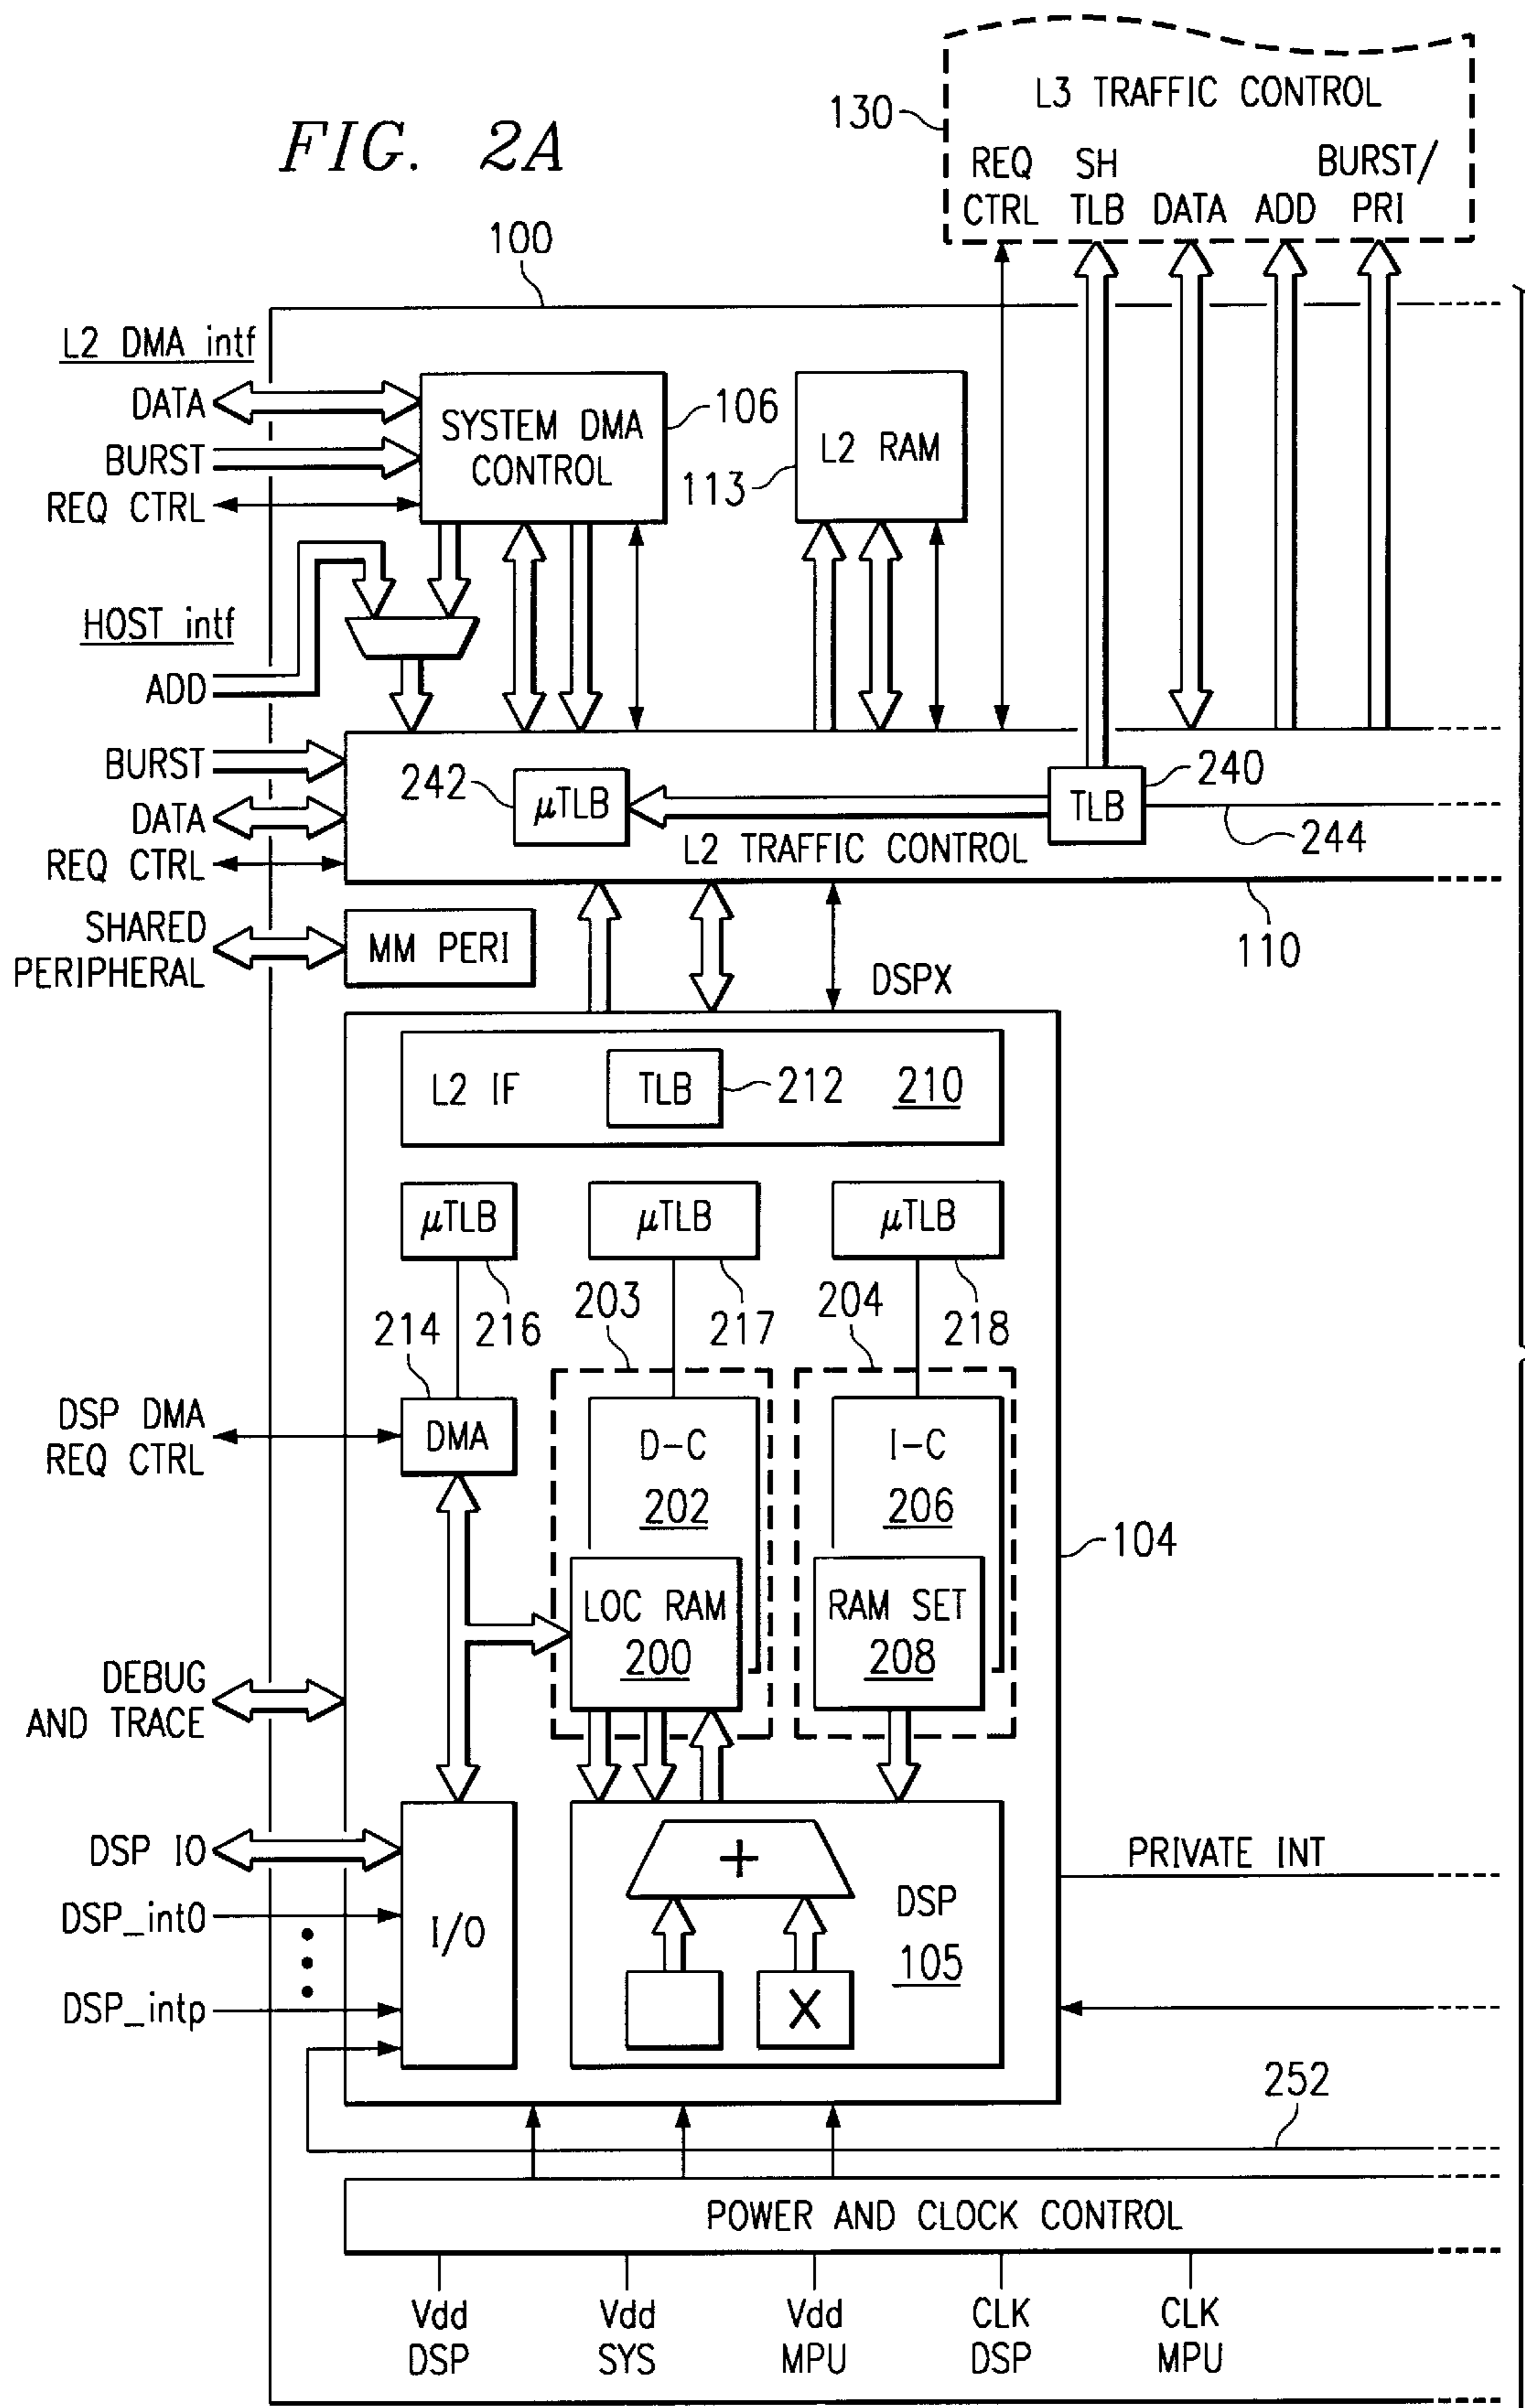 FIG. 2A
130
L3 TRAFFIC CONTROL
REQ CTRL
SH TLB
DATA
ADD
BURST/ PRI
100
L2 DMA intf
DATA
BURST
REQ CTRL
SYSTEM DMA
CONTROL
106
L2 RAM
113
HOST intf
ADD
BURST
DATA
REQ CTRL
242
μTLB
TLB
240
244
L2 TRAFFIC CONTROL
110
SHARED
PERIPHERAL
MM PERI
DSPX
L2 IF
TLB
212
210
μTLB
μTLB
μTLB
214
216
203
217
204
218
DSP DMA
REQ CTRL
DMA
D-C
202
I-C
206
104
LOC RAM
200
RAM SET
208
DEBUG
AND TRACE
DSP IO
DSP_int0
DSP_intp
I/O
+
X
DSP
105
PRIVATE INT
252
POWER AND CLOCK CONTROL
Vdd
DSP
Vdd
SYS
Vdd
MPU
CLK
DSP
CLK
MPU